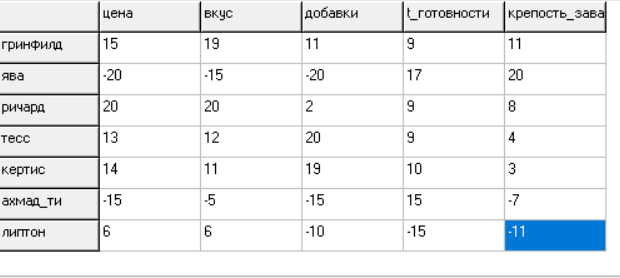 цена вкус добавки t_готовности крепость_зава
гринфилд 15 19 11 9 11
ява -20 -15 -20 17 20
ричард 20 20 2 9 8
тесс 13 12 20 9 4
кертис 14 11 19 10 3
ахмад_ти -15 -5 -15 15 -7
липтон 6 6 -10 -15 -11